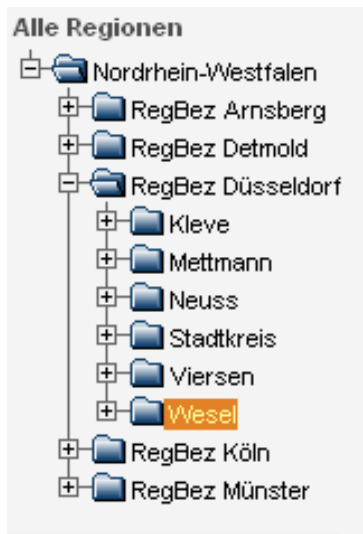 Alle Regionen
Nordrhein-Westfalen
RegBez Arnsberg
RegBez Detmold
RegBez Düsseldorf
Kleve
Mettmann
Neuss
Stadtkreis
Viersen
Wesel
RegBez Köln
RegBez Münster